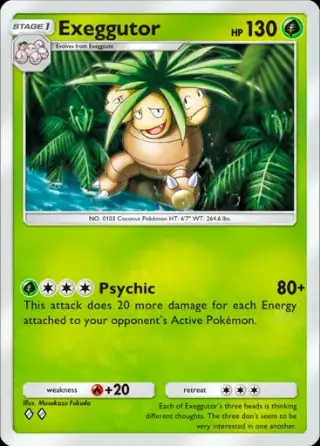 STAGE 1
Exeggutor
HP 130
Evolves from Exeggcute
NO. 0103 Coconut Pokémon HT: 6'7" WT: 264.6 lbs
Psychic 80+
This attack does 20 more damage for each Energy
attached to your opponent's Active Pokémon.
weakness +20
retreat
Illus. Masakazu Fukuda
Each of Exeggutor's three heads is thinking
different thoughts. The three don't seem to be
very interested in one another.